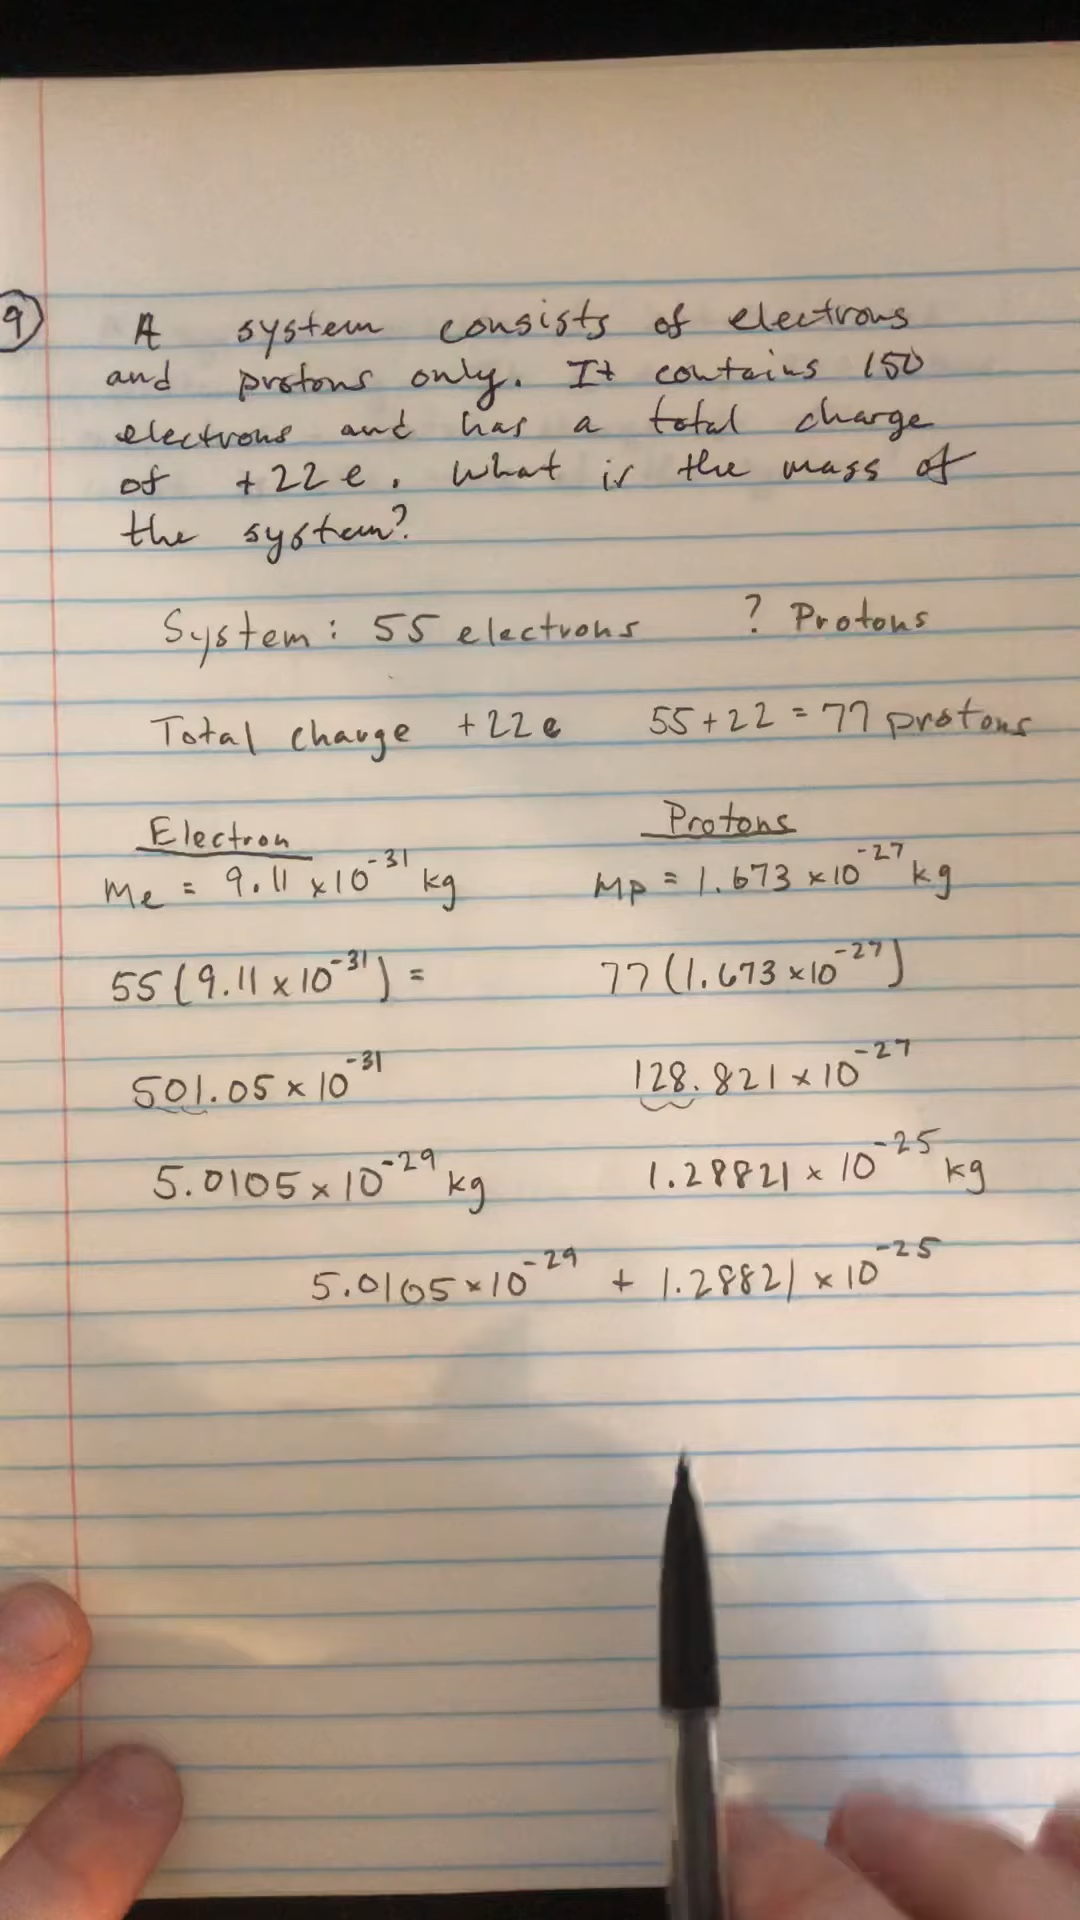 9
A system consists of electrons
and protons only. It contains 150
electrons and has a total charge
of +22 e. What is the mass of
the system?
System: 55 electrons ? Protons
Total charge +22e 55+22 = 77 protons
Electron Protons
Me = 9.11 x10^-31 kg Mp = 1.673 x10^-27 kg
55(9.11 x 10^-31) = 77(1.673 x10^-27)
501.05 x 10^-31 128.821 x 10^-27
5.0105 x 10^-29 kg 1.28821 x 10^-25 kg
5.0105 x 10^-29 + 1.28821 x 10^-25